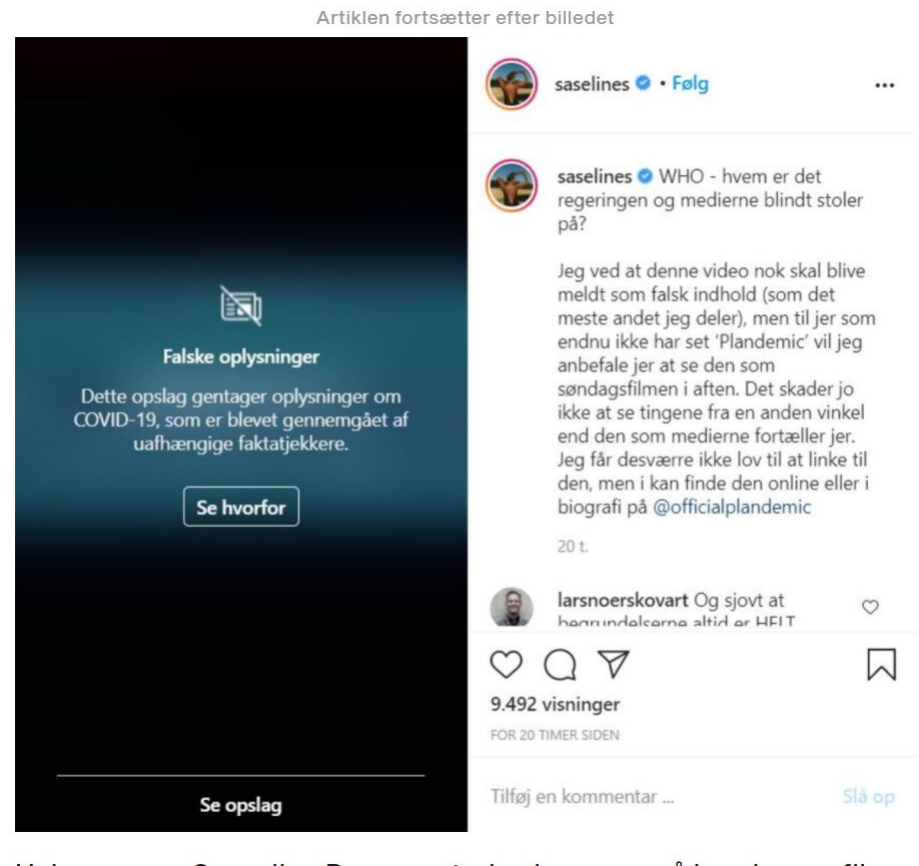 Artiklen fortsætter efter billedet
Falske oplysninger
Dette opslag gentager oplysninger om
COVID-19, som er blevet gennemgået af
uafhængige faktatjekkere.
Se hvorfor
Se opslag
saselines • Følg
saselines WHO - hvem er det
regeringen og medierne blindt stoler
på?
Jeg ved at denne video nok skal blive
meldt som falsk indhold (som det
meste andet jeg deler), men til jer som
endnu ikke har set 'Plandemic' vil jeg
anbefale jer at se den som
søndagsfilmen i aften. Det skader jo
ikke at se tingene fra en anden vinkel
end den som medierne fortæller jer.
Jeg får desværre ikke lov til at linke til
den, men i kan finde den online eller i
biografi på @officialplandemic
20 t.
larsnoerskovart Og sjovt at
begrundelserne altid er HELT
9.492 visninger
FOR 20 TIMER SIDEN
Tilføj en kommentar ...
Slå op